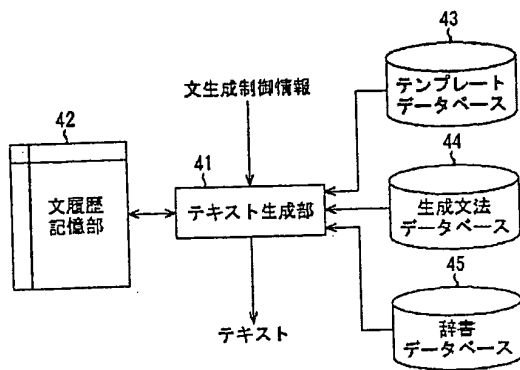 43
テンプレート
データベース
文生成制御情報
42
41
44
文履歴
記憶部
テキスト生成部
生成文法
データベース
45
テキスト
辞書
データベース